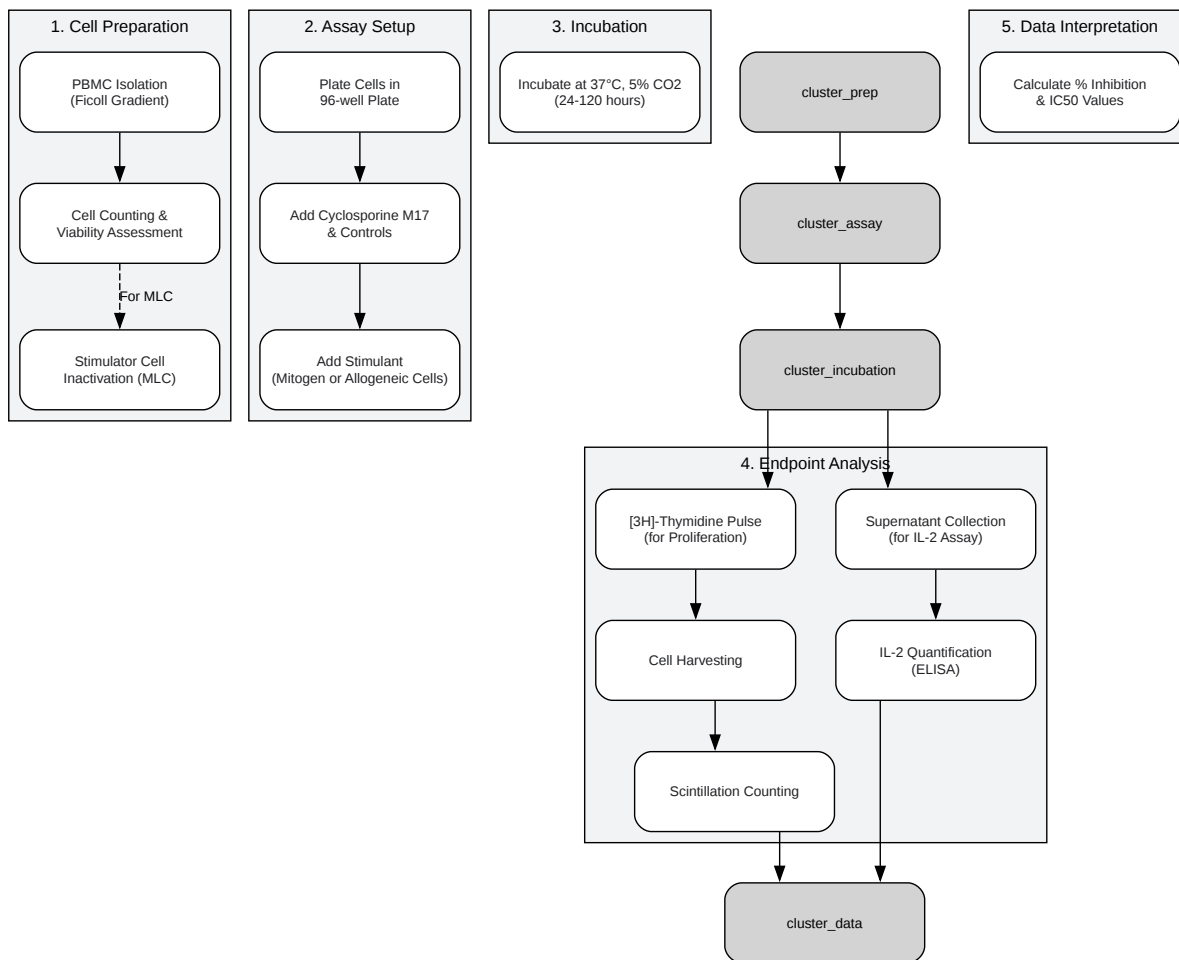 1. Cell Preparation
PBMC Isolation
(Ficoll Gradient)
Cell Counting &
Viability Assessment
For MLC
Stimulator Cell
Inactivation (MLC)
2. Assay Setup
Plate Cells in
96-well Plate
Add Cyclosporine M17
& Controls
Add Stimulant
(Mitogen or Allogeneic Cells)
3. Incubation
Incubate at 37°C, 5% CO2
(24-120 hours)
cluster_prep
cluster_assay
cluster_incubation
4. Endpoint Analysis
[3H]-Thymidine Pulse
(for Proliferation)
Cell Harvesting
Scintillation Counting
Supernatant Collection
(for IL-2 Assay)
IL-2 Quantification
(ELISA)
cluster_data
5. Data Interpretation
Calculate % Inhibition
& IC50 Values